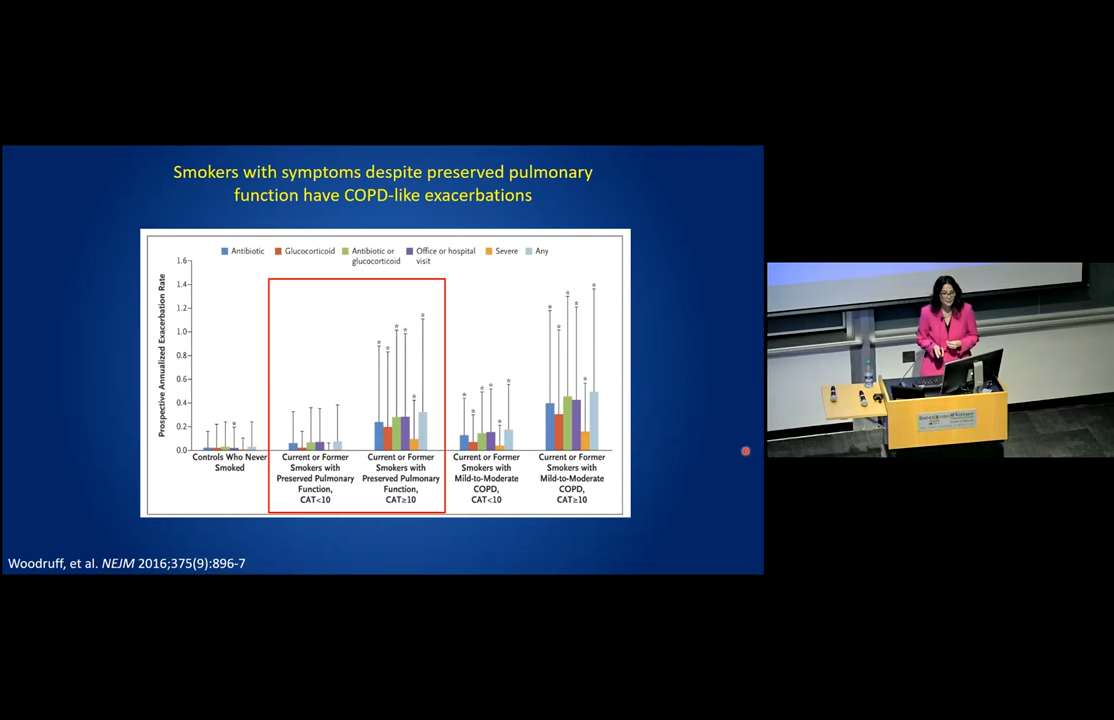 Smokers with symptoms despite preserved pulmonary
function have COPD-like exacerbations
Antibiotic
Glucocorticoid
Antibiotic or
glucocorticoid
Office or hospital
visit
Severe
Any
Prospective Annualized Exacerbation Rate
1.6
1.4
1.2
1.0
0.8
0.6
0.4
0.2
0.0
Controls Who Never
Smoked
Current or Former
Smokers with
Preserved Pulmonary
Function,
CAT<10
Current or Former
Smokers with
Preserved Pulmonary
Function,
CAT≥10
Current or Former
Smokers with
Mild-to-Moderate
COPD,
CAT<10
Current or Former
Smokers with
Mild-to-Moderate
COPD,
CAT≥10
Woodruff, et al. NEJM 2016;375(9):896-7